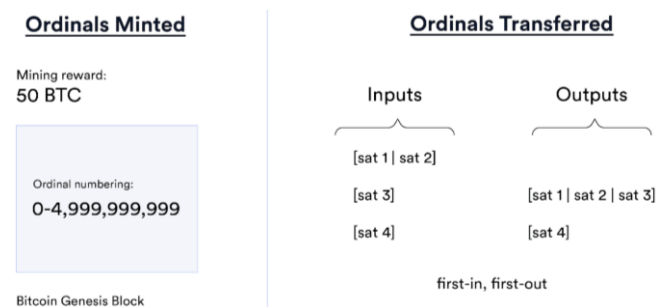 Ordinals Minted
Mining reward:
50 BTC
Ordinal numbering:
0-4,999,999,999
Bitcoin Genesis Block
Ordinals Transferred
Inputs
Outputs
[sat 1 | sat 2]
[sat 3]
[sat 1 | sat 2 | sat 3]
[sat 4]
[sat 4]
first-in, first-out